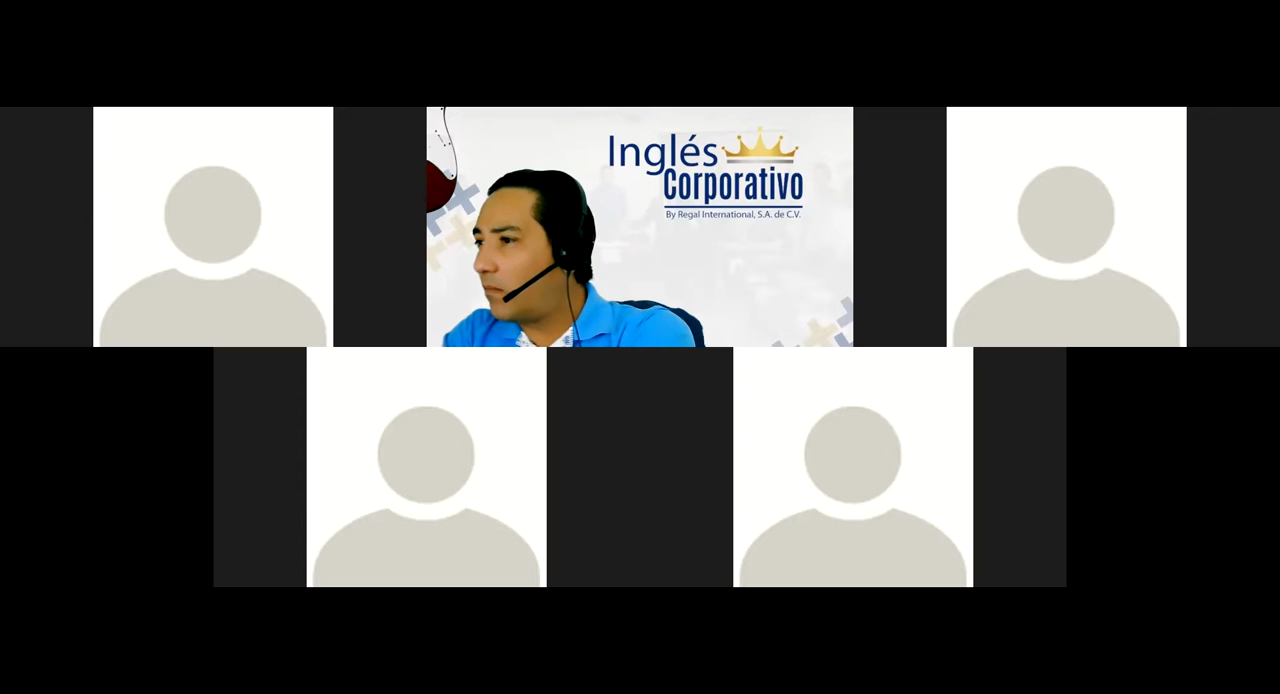 Inglés
Corporativo
By Regal International, S.A. de C.V.